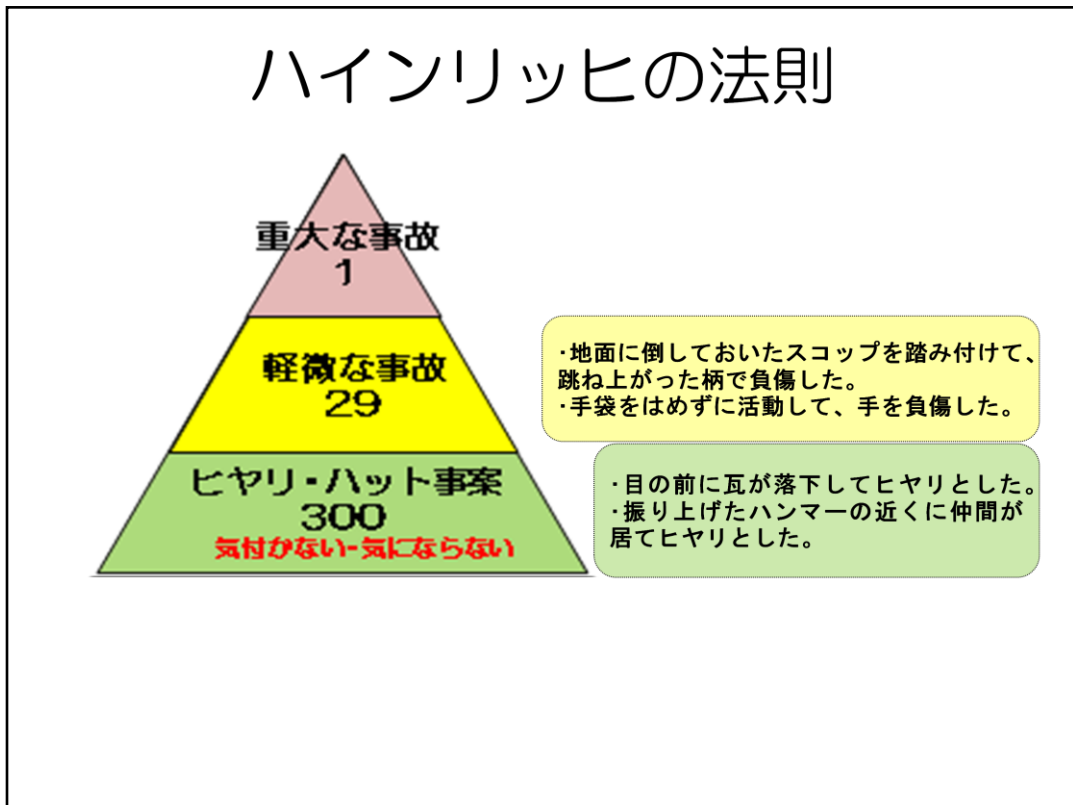 ハインリッヒの法則
重大な事故
1
軽微な事故
29
・地面に倒しておいたスコップを踏み付けて、
跳ね上がった柄で負傷した。
・手袋をはめずに活動して、手を負傷した。
ヒヤリ・ハット事案
300
気付かない-気にならない
・目の前に瓦が落下してヒヤリとした。
・振り上げたハンマーの近くに仲間が
居てヒヤリとした。